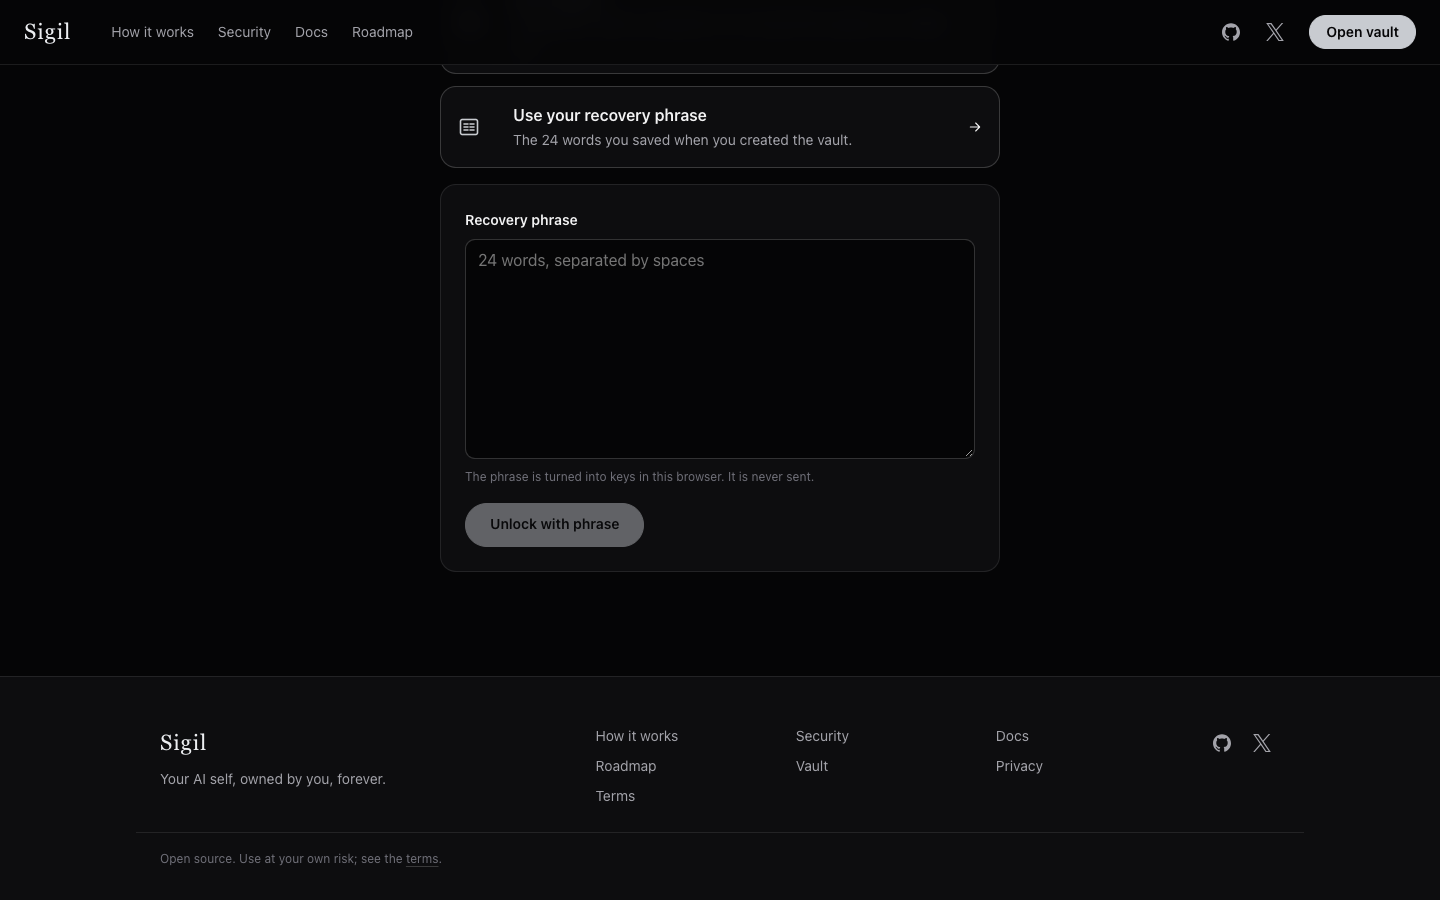 Sigil
How it works
Security
Docs
Roadmap
Open vault
Use your recovery phrase
The 24 words you saved when you created the vault.
Recovery phrase
24 words, separated by spaces
The phrase is turned into keys in this browser. It is never sent.
Unlock with phrase
Sigil
Your AI self, owned by you, forever.
How it works
Security
Docs
Roadmap
Vault
Privacy
Terms
Open source. Use at your own risk; see the terms.